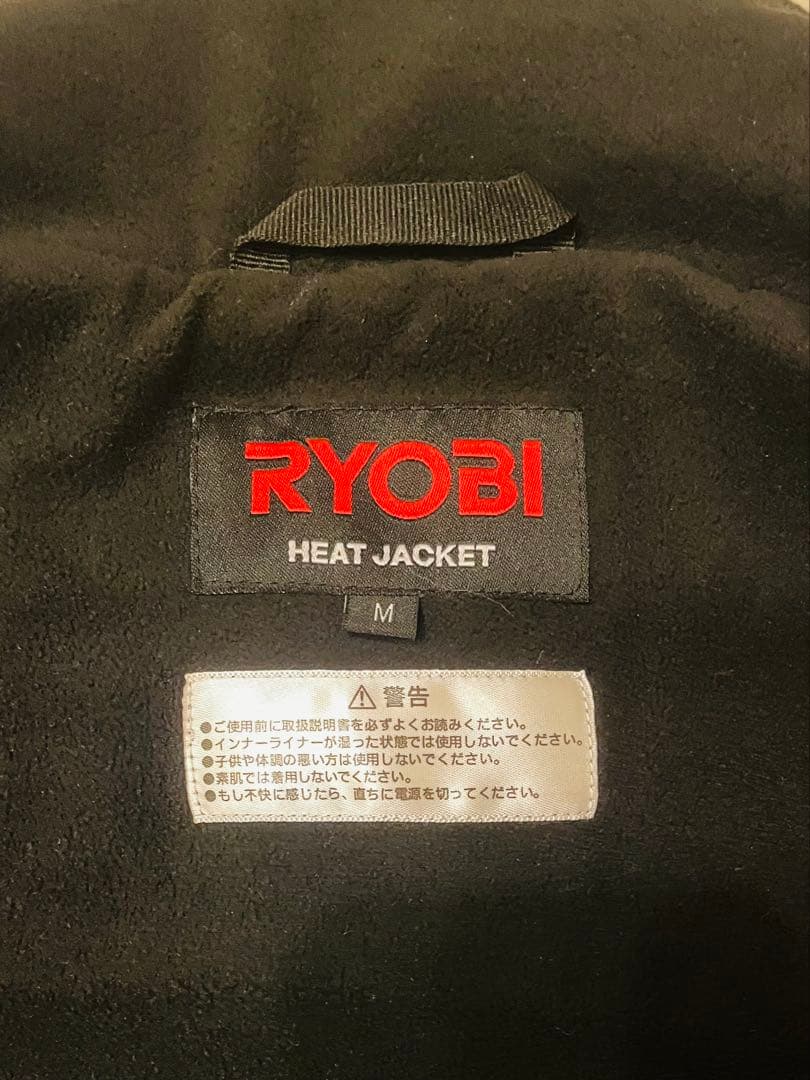 RYOBI
HEAT JACKET
M
⚠警告
●ご使用前に取扱説明書を必ずよくお読みください。
●インナーライナーが湿った状態では使用しないでください。
●子供や体調の悪い方は使用しないでください。
●素肌では着用しないでください。
●もし不快に感じたら、直ちに電源を切ってください。